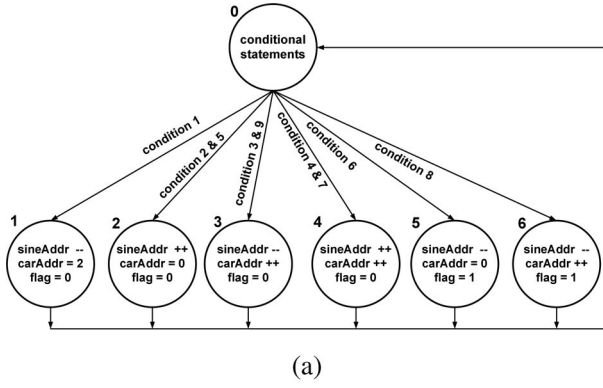 0
conditional
statements
condition 1
condition 2 & 5
condition 3 & 9
condition 4 & 7
condition 6
condition 8
1
sineAddr --
carAddr = 2
flag = 0
2
sineAddr ++
carAddr = 0
flag = 0
3
sineAddr --
carAddr ++
flag = 0
4
sineAddr ++
carAddr ++
flag = 0
5
sineAddr --
carAddr = 0
flag = 1
6
sineAddr --
carAddr ++
flag = 1
(a)